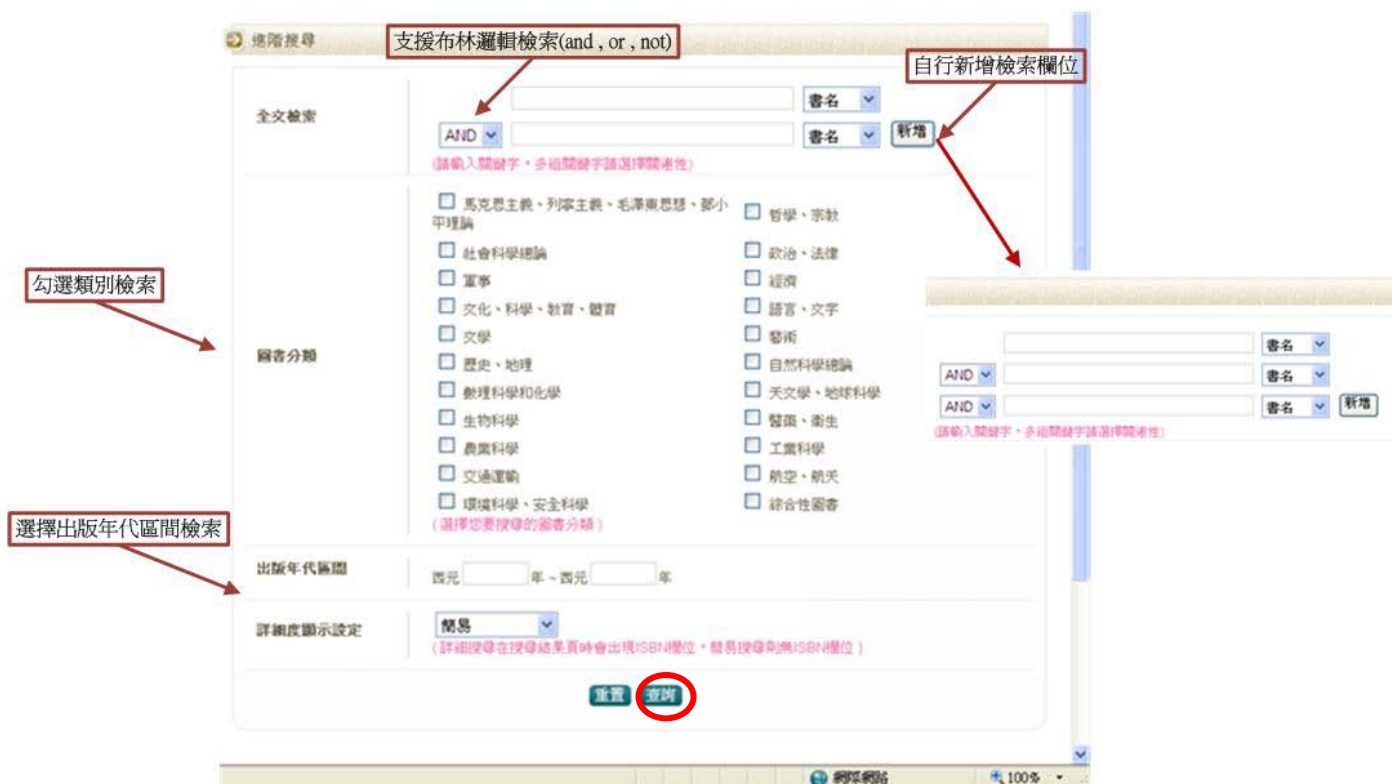 進階搜尋
支援布林邏輯檢索(and , or , not)
自行新增檢索欄位
全文檢索
書名
AND
書名
新增
(請輸入關鍵字，多組關鍵字請選擇關連性)
勾選類別檢索
圖書分類
馬克思主義、列寧主義、毛澤東思想、鄧小
平理論
哲學、宗教
社會科學總論
政治、法律
軍事
經濟
文化、科學、教育、體育
語言、文字
文學
藝術
歷史、地理
自然科學總論
數理科學和化學
天文學、地球科學
生物科學
醫藥、衛生
農業科學
工業科學
交通運輸
航空、航天
環境科學、安全科學
綜合性圖書
(選擇您要搜尋的圖書分類)
書名
AND
書名
AND
書名
新增
(請輸入關鍵字，多組關鍵字請選擇關連性)
選擇出版年代區間檢索
出版年代區間
西元 年 ~ 西元 年
詳細度顯示設定
簡易
(詳細搜尋在搜尋結果頁時會出現ISBN欄位，簡易搜尋則無ISBN欄位)
重置
查詢
網際網路
100%